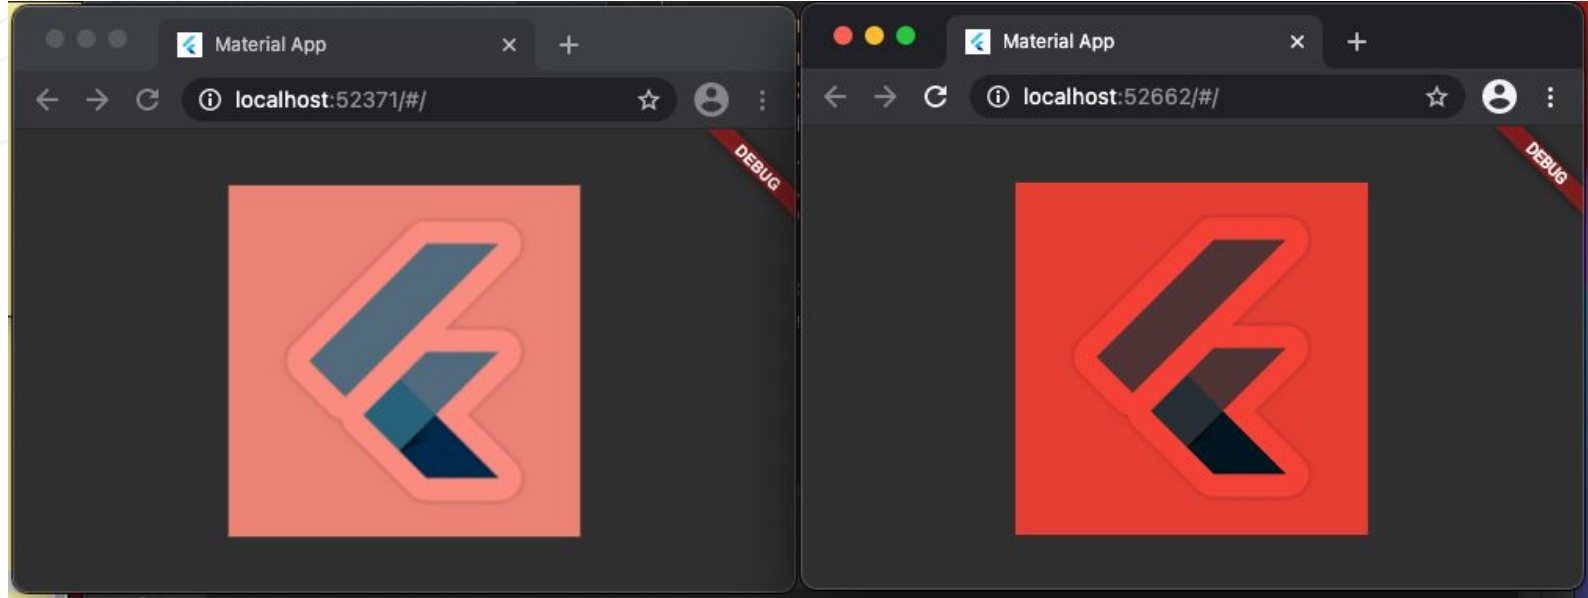 Material App
localhost:52371/#/
DEBUG
Material App
localhost:52662/#/
DEBUG